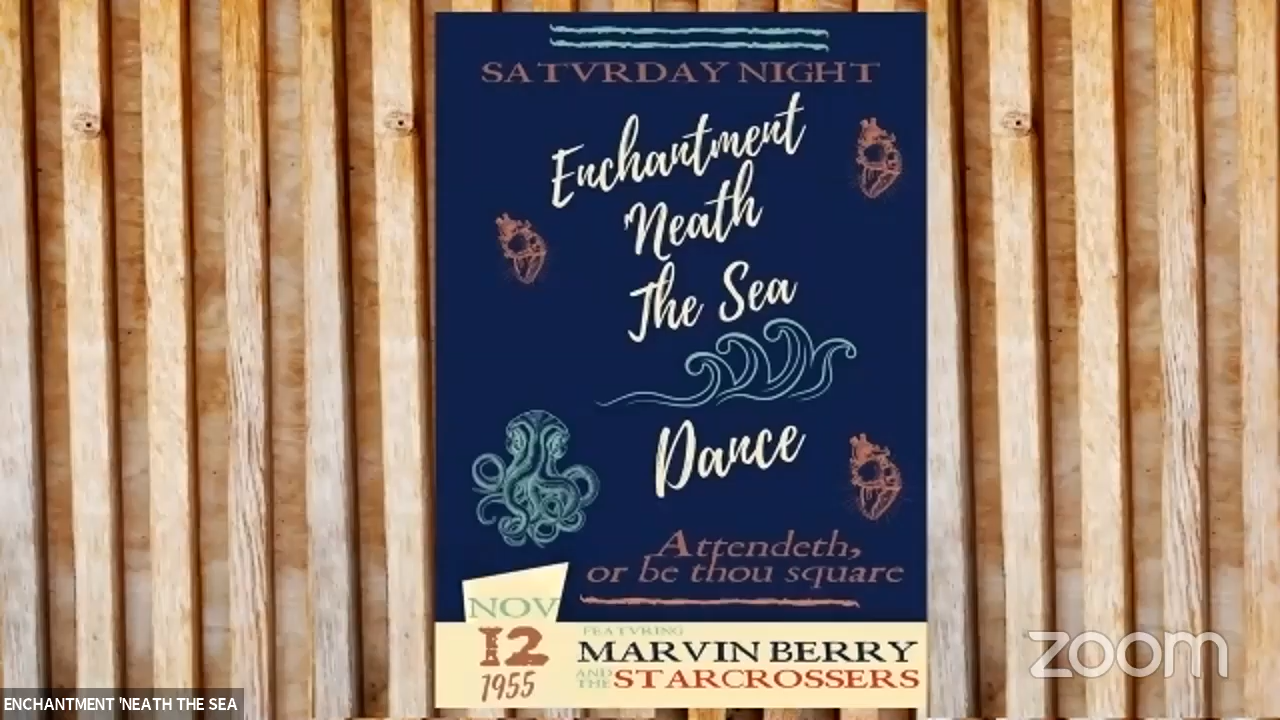 SATVRDAY NIGHT
Enchantment
'Neath
The Sea
Dance
Attendeth,
or be thou square
NOV
12
1955
FEATVRING
MARVIN BERRY
AND THE STARCROSSERS
zoom
ENCHANTMENT 'NEATH THE SEA